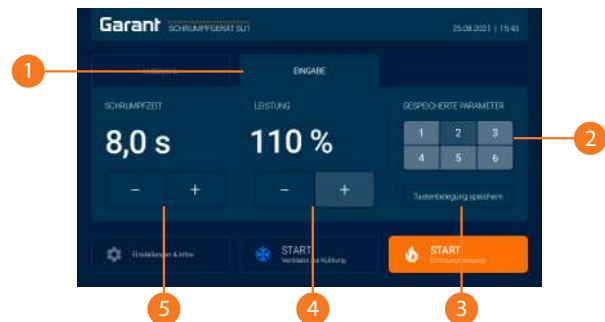 Garant SCHRUMPFGERÄT SU1
25.08.2021 | 15:43
1
EINGABE
SCHRUMPFZEIT
LEISTUNG
GESPEICHERTE PARAMETER
8,0 s
110 %
1 2 3
4 5 6
2
− +
− +
Tastenbelegung speichern
Einstellungen & Infos
START
Ventilator zur Kühlung
START
5
4
3